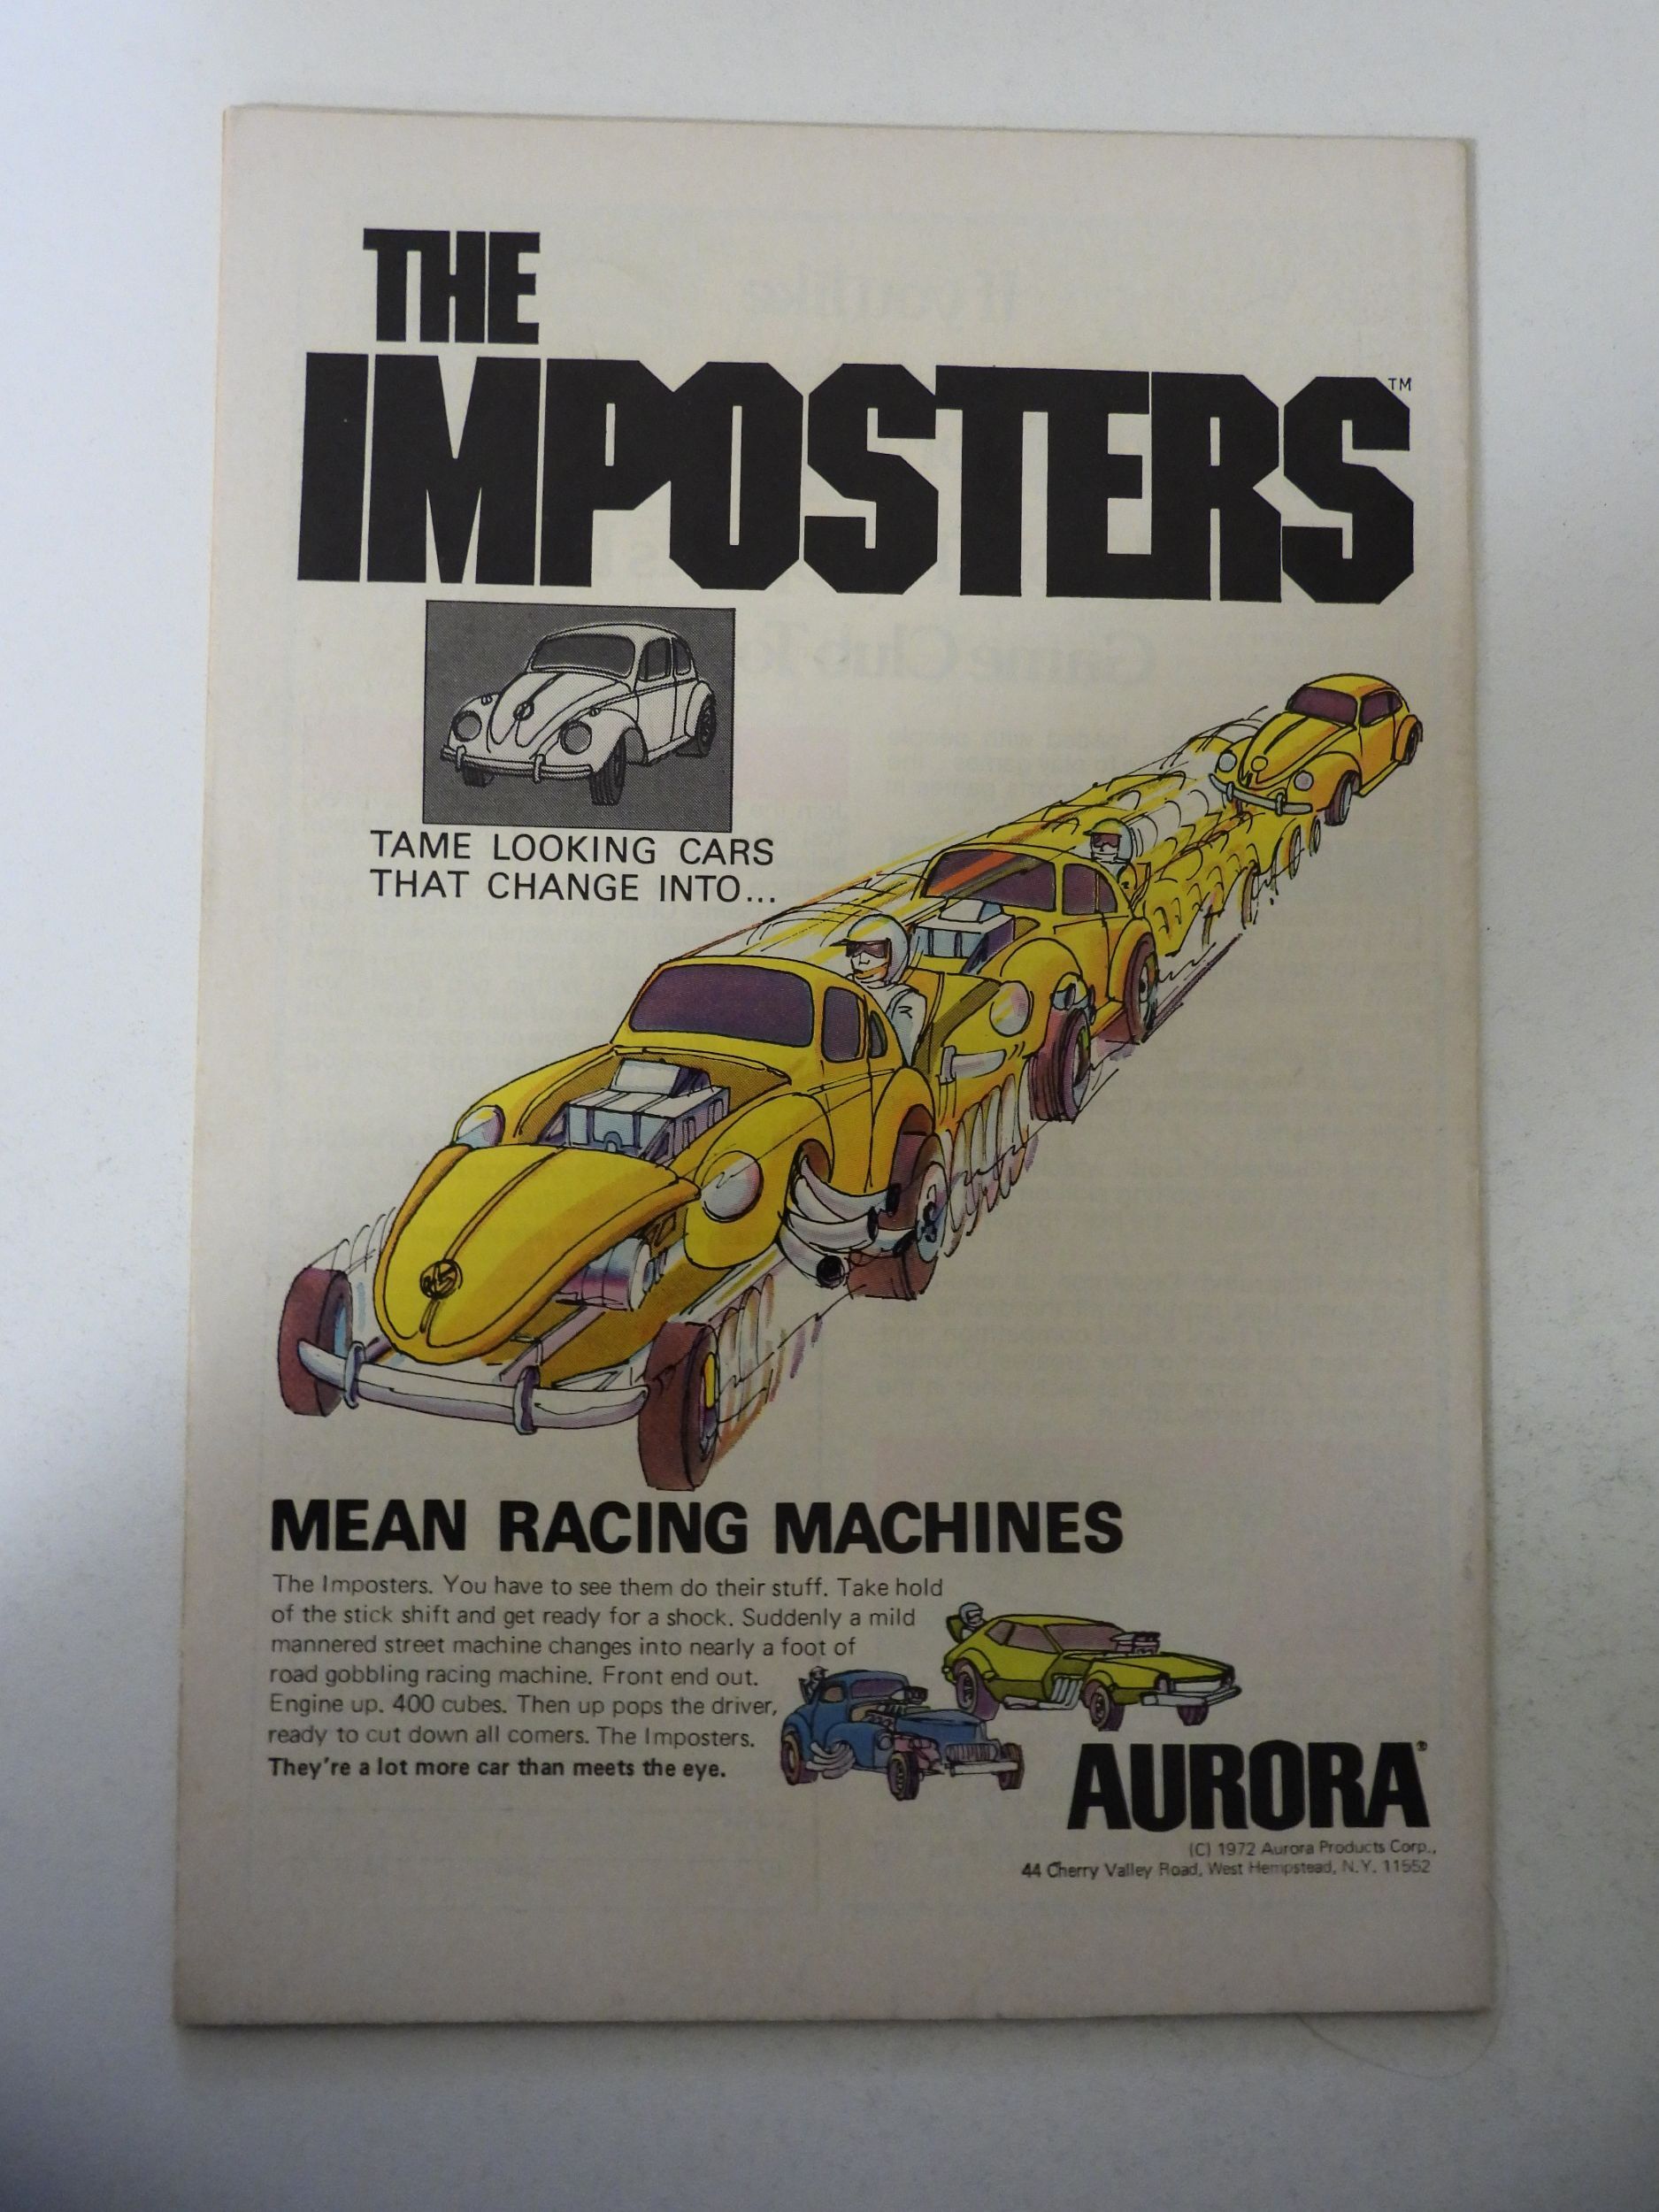 THE
IMPOSTERS™
TAME LOOKING CARS
THAT CHANGE INTO...
MEAN RACING MACHINES
The Imposters. You have to see them do their stuff. Take hold
of the stick shift and get ready for a shock. Suddenly a mild
mannered street machine changes into nearly a foot of
road gobbling racing machine. Front end out.
Engine up. 400 cubes. Then up pops the driver,
ready to cut down all comers. The Imposters.
They're a lot more car than meets the eye.
AURORA®
(C) 1972 Aurora Products Corp.,
44 Cherry Valley Road, West Hempstead, N.Y. 11552